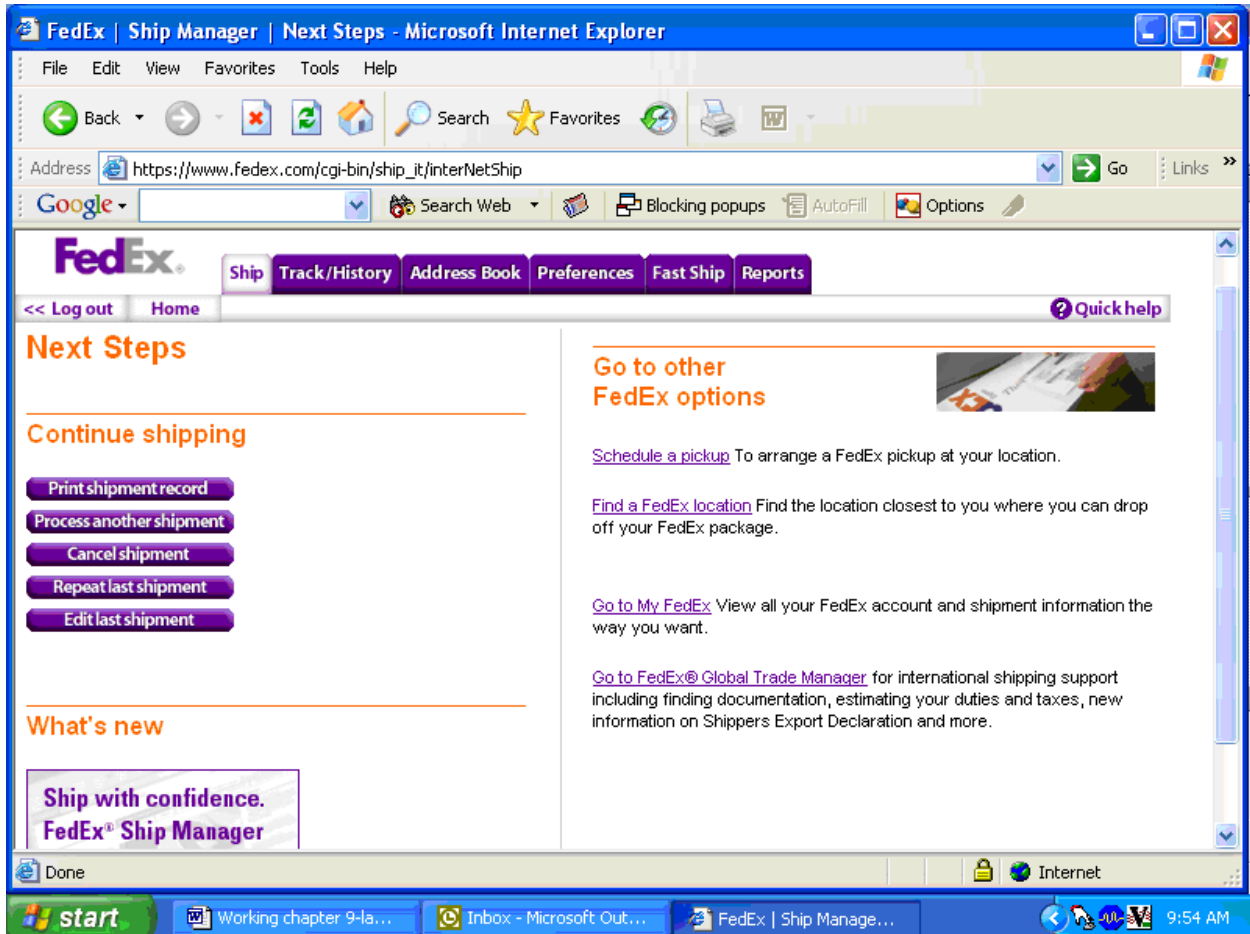 FedEx | Ship Manager | Next Steps - Microsoft Internet Explorer
File Edit View Favorites Tools Help
Back Search Favorites
Address https://www.fedex.com/cgi-bin/ship_it/interNetShip Go Links »
Google Search Web Blocking popups AutoFill Options
FedEx® Ship Track/History Address Book Preferences Fast Ship Reports
<< Log out Home Quick help
Next Steps
Continue shipping
Print shipment record
Process another shipment
Cancel shipment
Repeat last shipment
Edit last shipment
What's new
Ship with confidence.
FedEx® Ship Manager
Go to other
FedEx options
Schedule a pickup To arrange a FedEx pickup at your location.
Find a FedEx location Find the location closest to you where you can drop
off your FedEx package.
Go to My FedEx View all your FedEx account and shipment information the
way you want.
Go to FedEx® Global Trade Manager for international shipping support
including finding documentation, estimating your duties and taxes, new
information on Shippers Export Declaration and more.
Done Internet
start Working chapter 9-la... Inbox - Microsoft Out... FedEx | Ship Manage... 9:54 AM